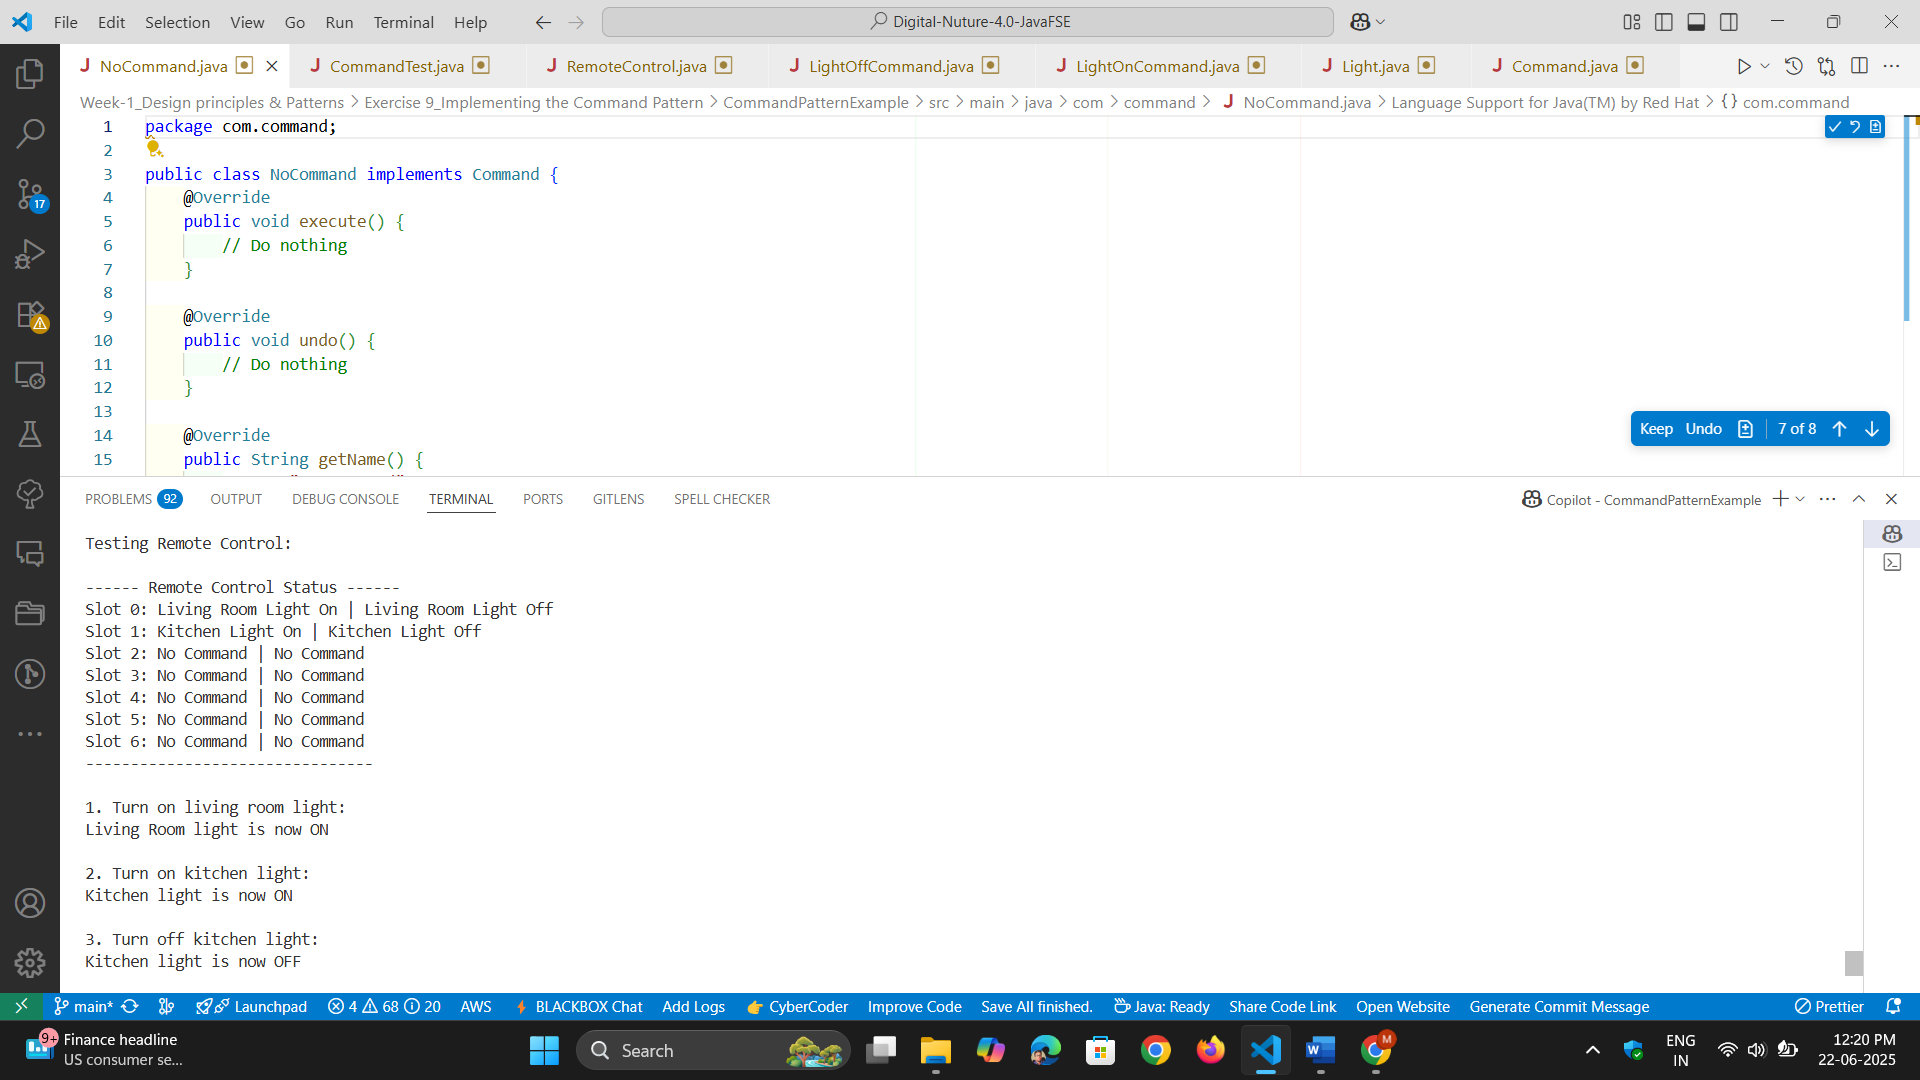 File Edit Selection View Go Run Terminal Help
Digital-Nuture-4.0-JavaFSE
NoCommand.java CommandTest.java RemoteControl.java LightOffCommand.java LightOnCommand.java Light.java Command.java
Week-1_Design principles & Patterns > Exercise 9_Implementing the Command Pattern > CommandPatternExample > src > main > java > com > command > J NoCommand.java > Language Support for Java(TM) by Red Hat > {} com.command
1 package com.command;
2
3 public class NoCommand implements Command {
4 @Override
5 public void execute() {
6 // Do nothing
7 }
8
9 @Override
10 public void undo() {
11 // Do nothing
12 }
13
14 @Override
15 public String getName() {
Keep Undo 7 of 8
17
PROBLEMS 92 OUTPUT DEBUG CONSOLE TERMINAL PORTS GITLENS SPELL CHECKER
Copilot - CommandPatternExample
Testing Remote Control:
------ Remote Control Status ------
Slot 0: Living Room Light On | Living Room Light Off
Slot 1: Kitchen Light On | Kitchen Light Off
Slot 2: No Command | No Command
Slot 3: No Command | No Command
Slot 4: No Command | No Command
Slot 5: No Command | No Command
Slot 6: No Command | No Command
--------------------------------
1. Turn on living room light:
Living Room light is now ON
2. Turn on kitchen light:
Kitchen light is now ON
3. Turn off kitchen light:
Kitchen light is now OFF
main* Launchpad 4 68 20 AWS BLACKBOX Chat Add Logs CyberCoder Improve Code Save All finished. Java: Ready Share Code Link Open Website Generate Commit Message Prettier
9+ Finance headline
US consumer se...
Search
M
ENG
IN
12:20 PM
22-06-2025